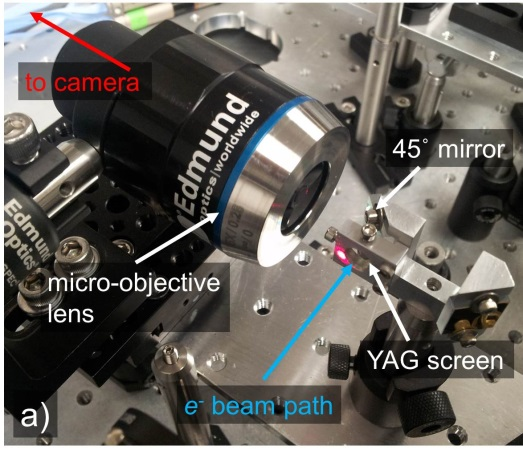 to camera
Edmund
optics | worldwide
45° mirror
Edmund
Optics
micro-objective
lens
YAG screen
e- beam path
a)